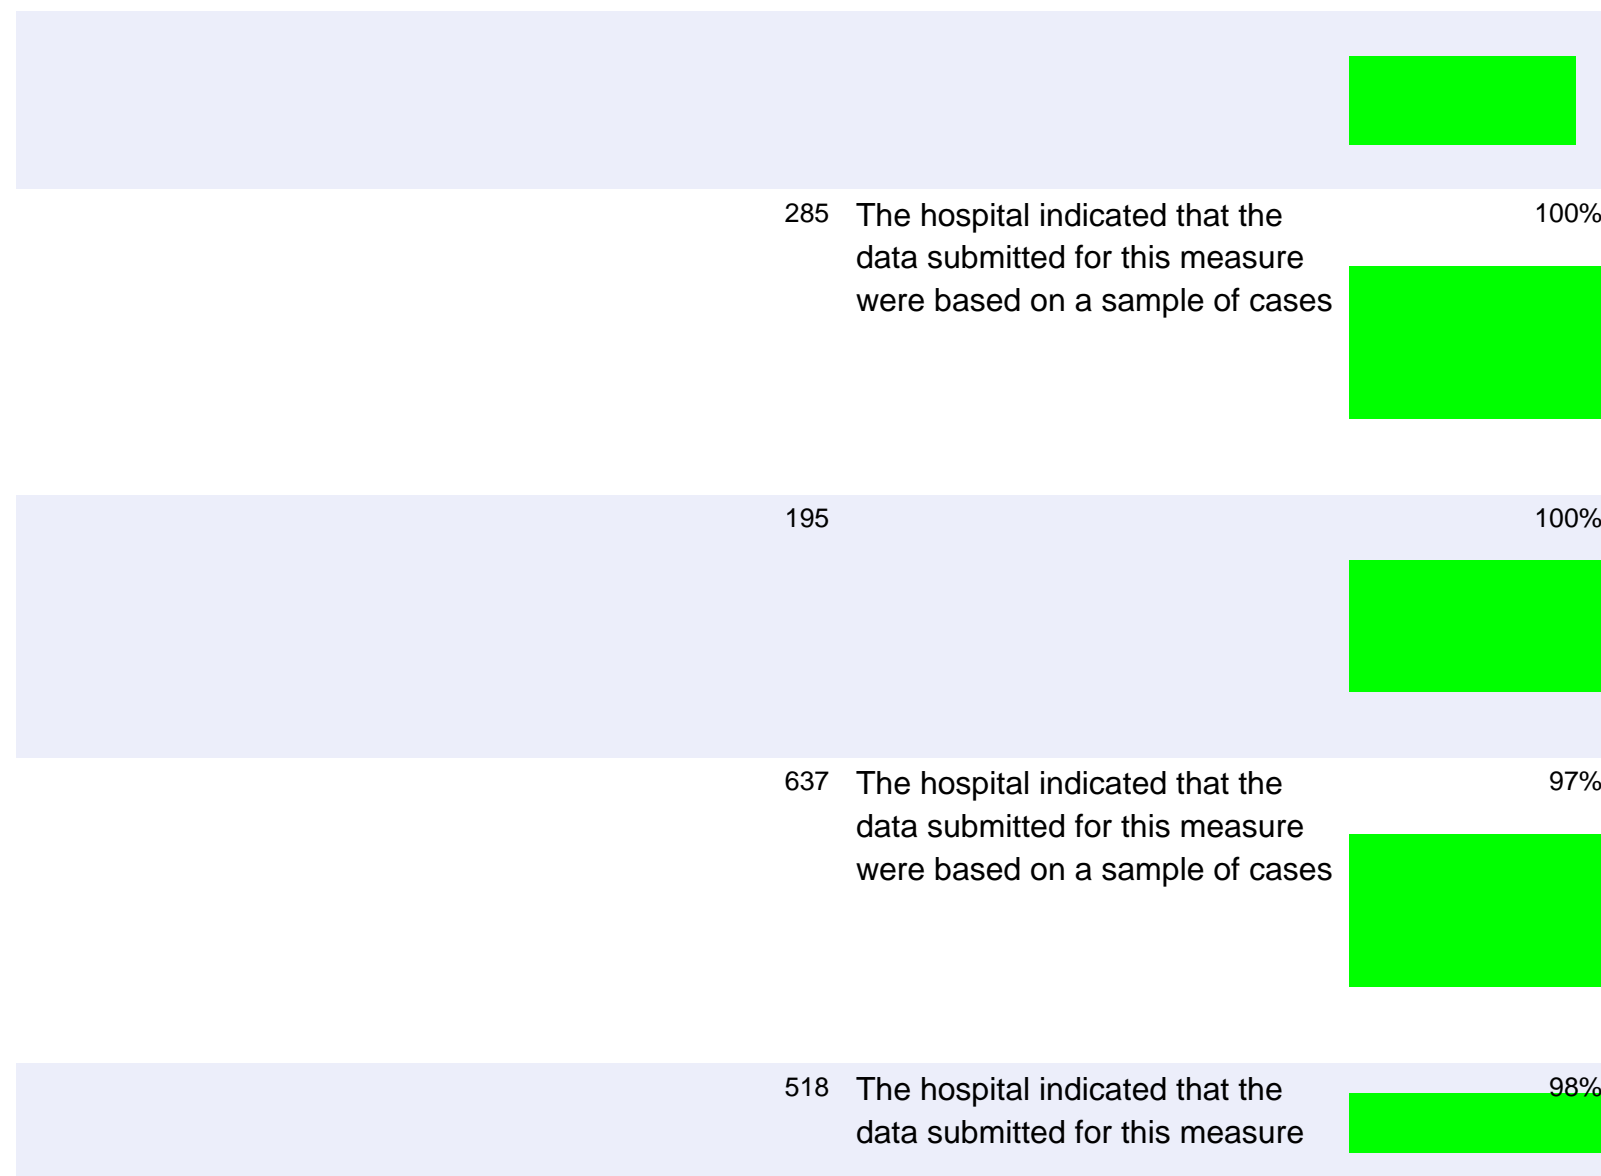 285 The hospital indicated that the 100%
data submitted for this measure
were based on a sample of cases
195 100%
637 The hospital indicated that the 97%
data submitted for this measure
were based on a sample of cases
518 The hospital indicated that the 98%
data submitted for this measure